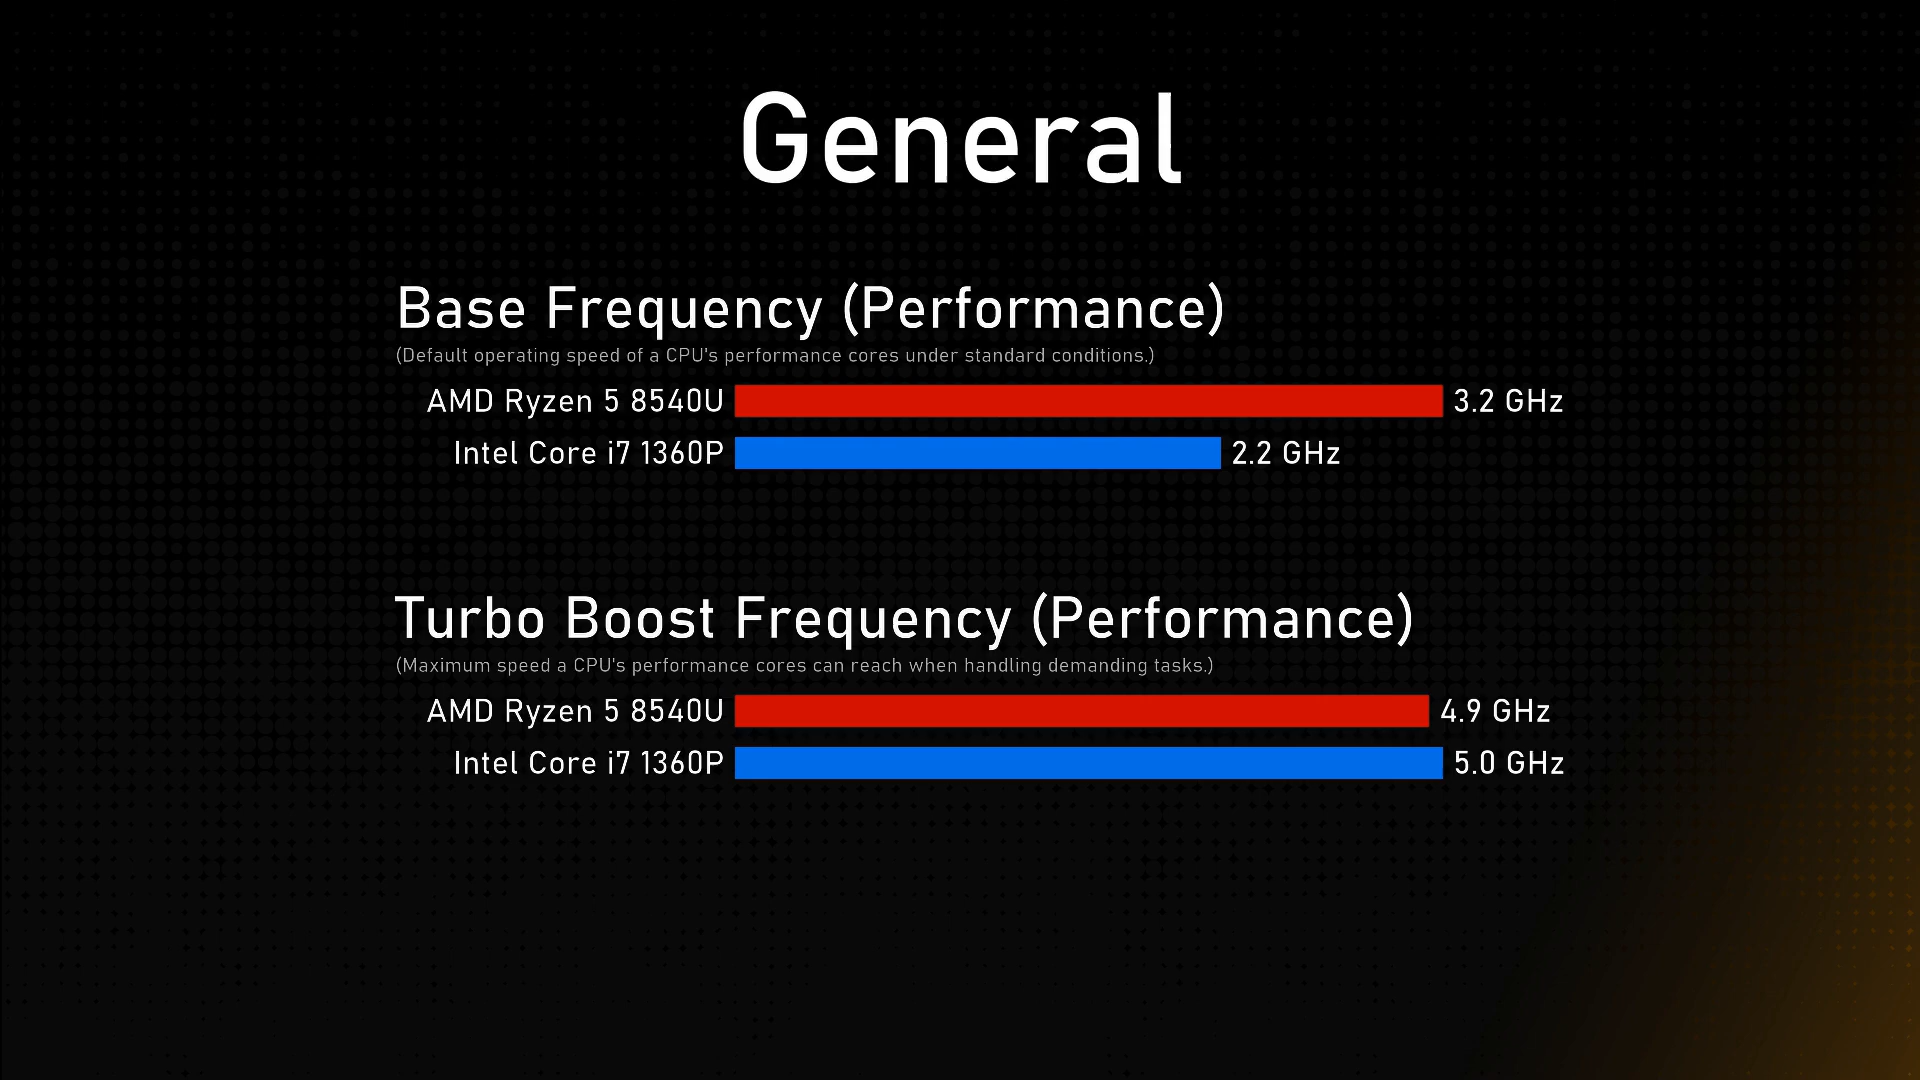 General
Base Frequency (Performance)
(Default operating speed of a CPU's performance cores under standard conditions.)
AMD Ryzen 5 8540U 3.2 GHz
Intel Core i7 1360P 2.2 GHz
Turbo Boost Frequency (Performance)
(Maximum speed a CPU's performance cores can reach when handling demanding tasks.)
AMD Ryzen 5 8540U 4.9 GHz
Intel Core i7 1360P 5.0 GHz